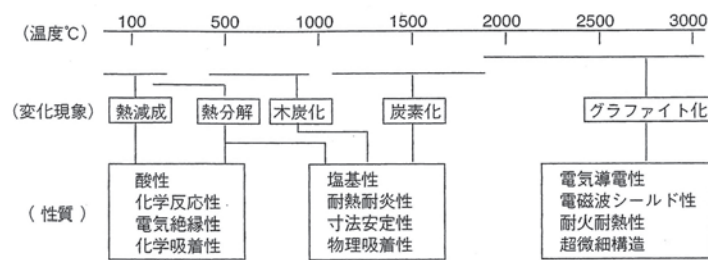 (温度℃) 100 500 1000 1500 2000 2500 3000
(変化現象) 熱減成 熱分解 木炭化 炭素化 グラファイト化
酸性 塩基性 電気導電性
化学反応性 耐熱耐炎性 電磁波シールド性
(性質) 電気絶縁性 寸法安定性 耐火耐熱性
化学吸着性 物理吸着性 超微細構造